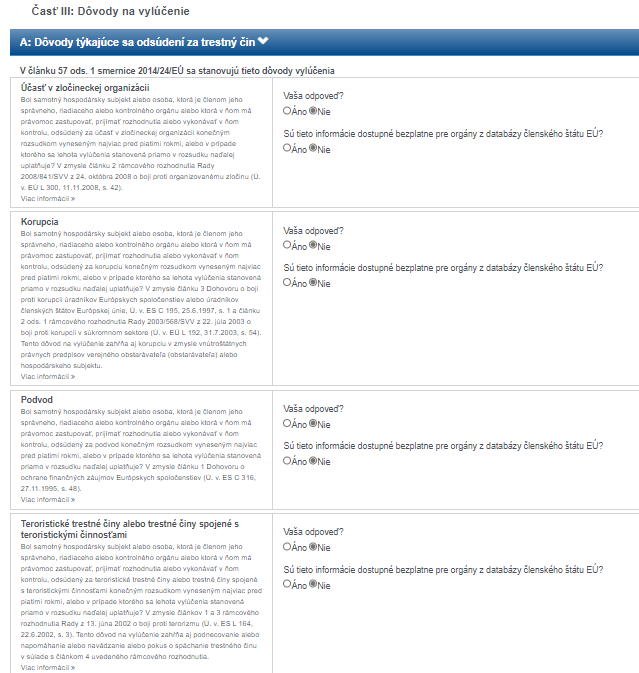 Časť III: Dôvody na vylúčenie
A: Dôvody týkajúce sa odsúdení za trestný čin
V článku 57 ods. 1 smernice 2014/24/EÚ sa stanovujú tieto dôvody vylúčenia
Účasť v zločineckej organizácii
Bol samotný hospodársky subjekt alebo osoba, ktorá je členom jeho
správneho, riadiaceho alebo kontrolného orgánu alebo ktorá v ňom má
právomoc zastupovať, prijímať rozhodnutia alebo vykonávať v ňom
kontrolu, odsúdený za účasť v zločineckej organizácii konečným
rozsudkom vyneseným najviac pred piatimi rokmi, alebo v prípade
ktorého sa lehota vylúčenia stanovená priamo v rozsudku naďalej
uplatňuje? V zmysle článku 2 rámcového rozhodnutia Rady
2008/841/SVV z 24. októbra 2008 o boji proti organizovanému zločinu (Ú.
v. EÚ L 300, 11.11.2008, s. 42).
Viac informácií »
Vaša odpoveď?
Áno Nie
Sú tieto informácie dostupné bezplatne pre orgány z databázy členského štátu EÚ?
Áno Nie
Korupcia
Bol samotný hospodársky subjekt alebo osoba, ktorá je členom jeho
správneho, riadiaceho alebo kontrolného orgánu alebo ktorá v ňom má
právomoc zastupovať, prijímať rozhodnutia alebo vykonávať v ňom
kontrolu, odsúdený za korupciu konečným rozsudkom vyneseným najviac
pred piatimi rokmi, alebo v prípade ktorého sa lehota vylúčenia stanovená
priamo v rozsudku naďalej uplatňuje? V zmysle článku 3 Dohovoru o boji
proti korupcii úradníkov Európskych spoločenstiev alebo úradníkov
členských štátov Európskej únie, Ú. v. ES C 195, 25.6.1997, s. 1 a článku
2 ods. 1 rámcového rozhodnutia Rady 2003/568/SVV z 22. júla 2003 o
boji proti korupcii v súkromnom sektore (Ú. v. EÚ L 192, 31.7.2003, s. 54).
Tento dôvod na vylúčenie zahŕňa aj korupciu v zmysle vnútroštátnych
právnych predpisov verejného obstarávateľa (obstarávateľa) alebo
hospodárskeho subjektu.
Viac informácií »
Vaša odpoveď?
Áno Nie
Sú tieto informácie dostupné bezplatne pre orgány z databázy členského štátu EÚ?
Áno Nie
Podvod
Bol samotný hospodársky subjekt alebo osoba, ktorá je členom jeho
správneho, riadiaceho alebo kontrolného orgánu alebo ktorá v ňom má
právomoc zastupovať, prijímať rozhodnutia alebo vykonávať v ňom
kontrolu, odsúdený za podvod konečným rozsudkom vyneseným najviac
pred piatimi rokmi, alebo v prípade ktorého sa lehota vylúčenia stanovená
priamo v rozsudku naďalej uplatňuje? V zmysle článku 1 Dohovoru o
ochrane finančných záujmov Európskych spoločenstiev (Ú. v. ES C 316,
27.11.1995, s. 48).
Viac informácií »
Vaša odpoveď?
Áno Nie
Sú tieto informácie dostupné bezplatne pre orgány z databázy členského štátu EÚ?
Áno Nie
Teroristické trestné činy alebo trestné činy spojené s
teroristickými činnosťami
Bol samotný hospodársky subjekt alebo osoba, ktorá je členom jeho
správneho, riadiaceho alebo kontrolného orgánu alebo ktorá v ňom má
právomoc zastupovať, prijímať rozhodnutia alebo vykonávať v ňom
kontrolu, odsúdený za teroristické trestné činy alebo trestné činy spojené
s teroristickými činnosťami konečným rozsudkom vyneseným najviac pred
piatimi rokmi, alebo v prípade ktorého sa lehota vylúčenia stanovená
priamo v rozsudku naďalej uplatňuje? V zmysle článkov 1 a 3 rámcového
rozhodnutia Rady z 13. júna 2002 o boji proti terorizmu (Ú. v. ES L 164,
22.6.2002, s. 3). Tento dôvod na vylúčenie zahŕňa aj podnecovanie alebo
napomáhanie alebo navádzanie alebo pokus o spáchanie trestného činu
v súlade s článkom 4 uvedeného rámcového rozhodnutia.
Viac informácií »
Vaša odpoveď?
Áno Nie
Sú tieto informácie dostupné bezplatne pre orgány z databázy členského štátu EÚ?
Áno Nie